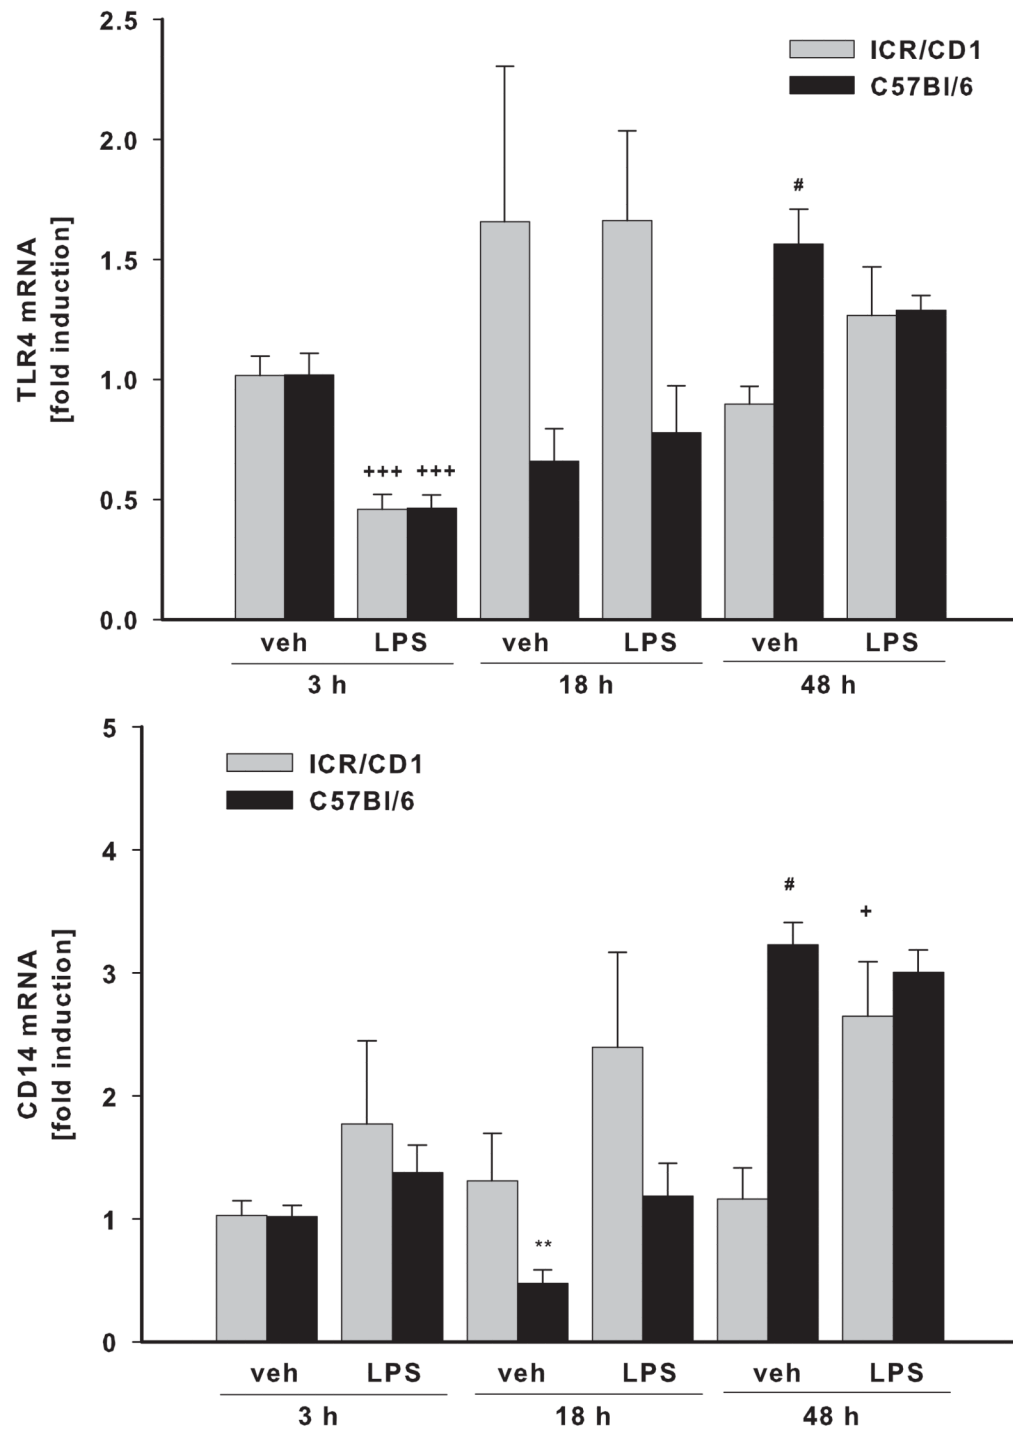 2.5
ICR/CD1
C57Bl/6
2.0
#
1.5
TLR4 mRNA
[fold induction]
1.0
+++ +++
0.5
0.0
veh LPS veh LPS veh LPS
3 h 18 h 48 h
5
ICR/CD1
C57Bl/6
4
#
+
3
CD14 mRNA
[fold induction]
2
**
1
0
veh LPS veh LPS veh LPS
3 h 18 h 48 h